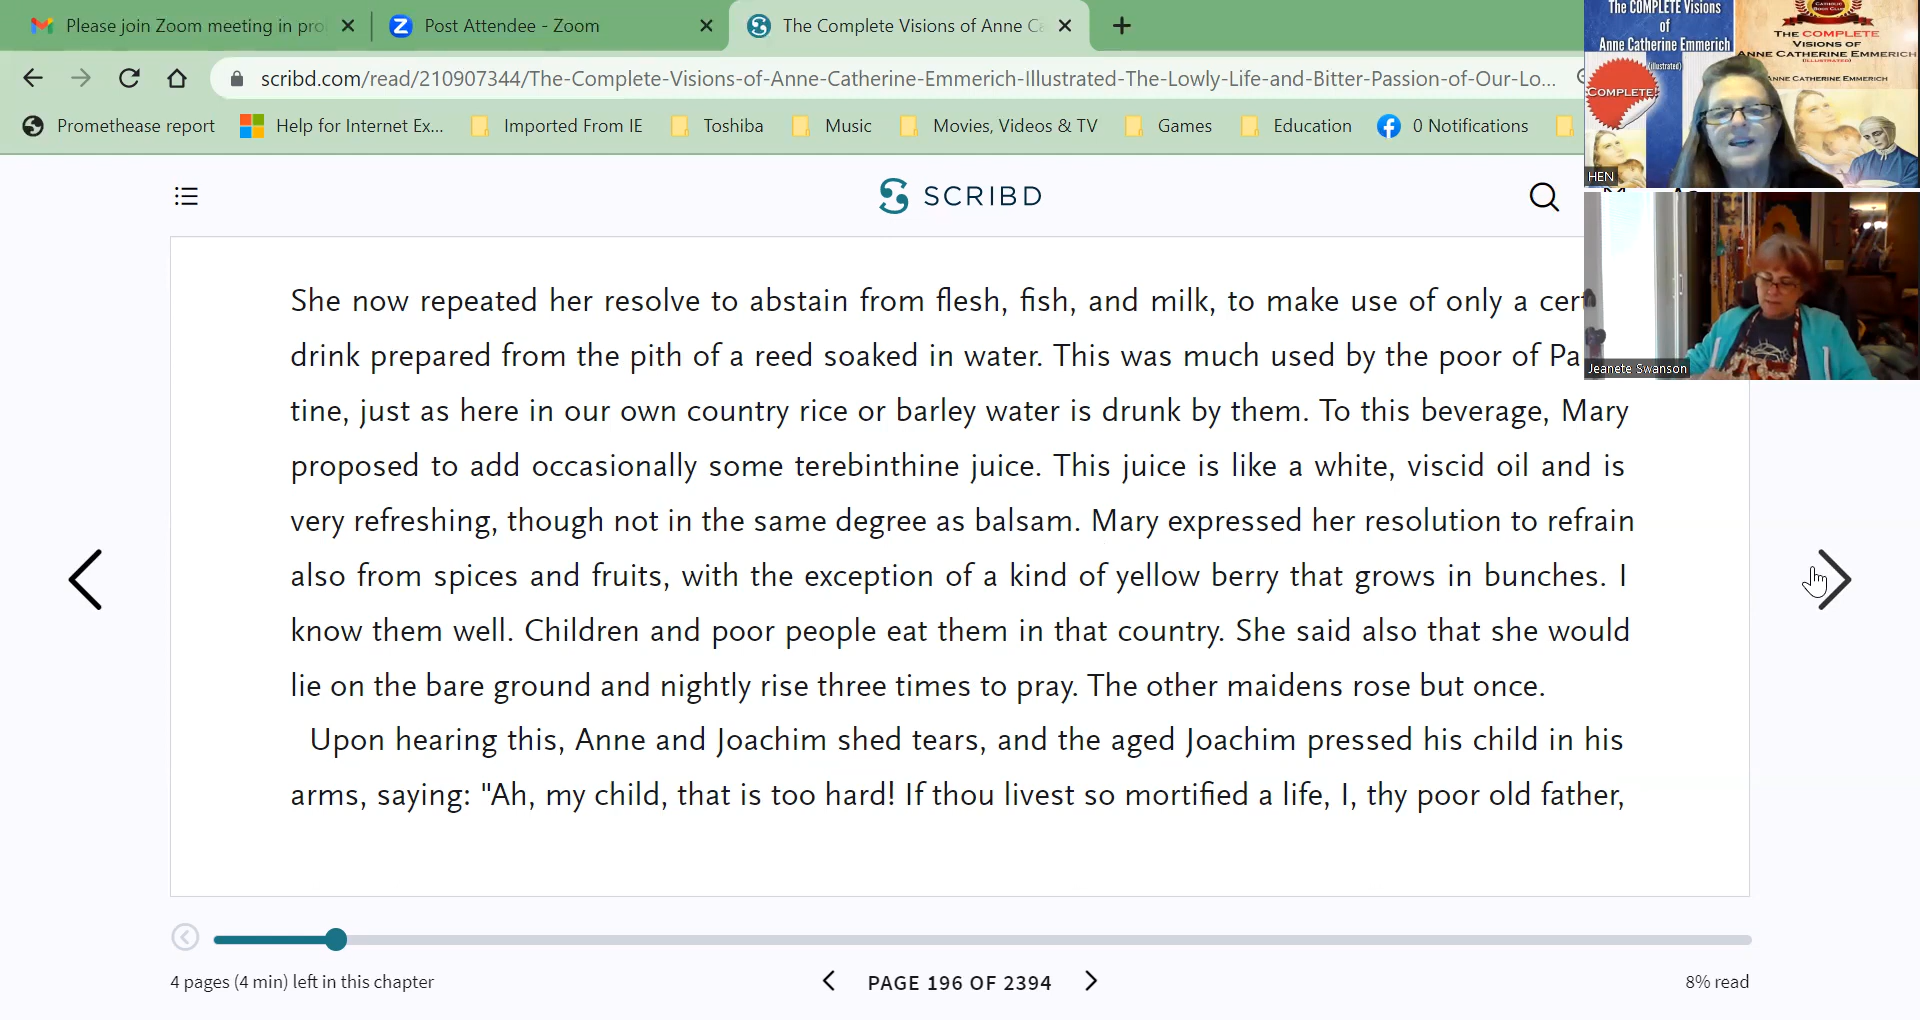 Please join Zoom meeting in pro
Post Attendee - Zoom
The Complete Visions of Anne Ca
scribd.com/read/210907344/The-Complete-Visions-of-Anne-Catherine-Emmerich-Illustrated-The-Lowly-Life-and-Bitter-Passion-of-Our-Lo...
Promethease report
Help for Internet Ex...
Imported From IE
Toshiba
Music
Movies, Videos & TV
Games
Education
0 Notifications
The COMPLETE Visions
of
Anne Catherine Emmerich
(illustrated)
COMPLETE!
THE COMPLETE
VISIONS OF
ANNE CATHERINE EMMERICH
(ILLUSTRATED)
ANNE CATHERINE EMMERICH
HEN
Jeanete Swanson
SCRIBD
She now repeated her resolve to abstain from flesh, fish, and milk, to make use of only a cert
drink prepared from the pith of a reed soaked in water. This was much used by the poor of Pa
tine, just as here in our own country rice or barley water is drunk by them. To this beverage, Mary
proposed to add occasionally some terebinthine juice. This juice is like a white, viscid oil and is
very refreshing, though not in the same degree as balsam. Mary expressed her resolution to refrain
also from spices and fruits, with the exception of a kind of yellow berry that grows in bunches. I
know them well. Children and poor people eat them in that country. She said also that she would
lie on the bare ground and nightly rise three times to pray. The other maidens rose but once.
Upon hearing this, Anne and Joachim shed tears, and the aged Joachim pressed his child in his
arms, saying: "Ah, my child, that is too hard! If thou livest so mortified a life, I, thy poor old father,
4 pages (4 min) left in this chapter
PAGE 196 OF 2394
8% read